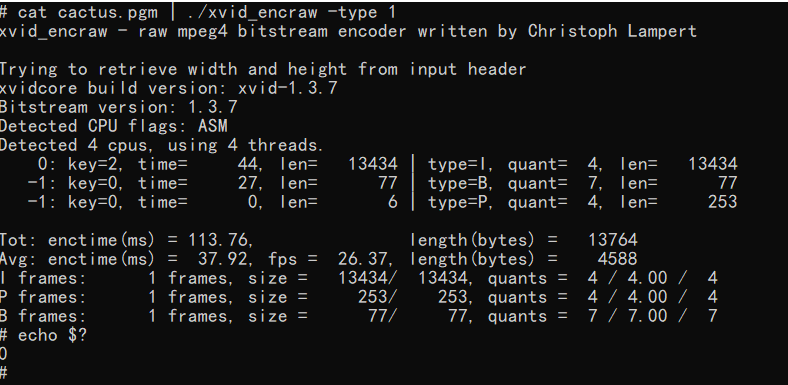 # cat cactus.pgm | ./xvid_encraw -type 1
xvid_encraw - raw mpeg4 bitstream encoder written by Christoph Lampert
Trying to retrieve width and height from input header
xvidcore build version: xvid-1.3.7
Bitstream version: 1.3.7
Detected CPU flags: ASM
Detected 4 cpus, using 4 threads.
0: key=2, time= 44, len= 13434 | type=I, quant= 4, len= 13434
-1: key=0, time= 27, len= 77 | type=B, quant= 7, len= 77
-1: key=0, time= 0, len= 6 | type=P, quant= 4, len= 253
Tot: enctime(ms) = 113.76, length(bytes) = 13764
Avg: enctime(ms) = 37.92, fps = 26.37, length(bytes) = 4588
I frames: 1 frames, size = 13434/ 13434, quants = 4 / 4.00 / 4
P frames: 1 frames, size = 253/ 253, quants = 4 / 4.00 / 4
B frames: 1 frames, size = 77/ 77, quants = 7 / 7.00 / 7
# echo $?
0
#